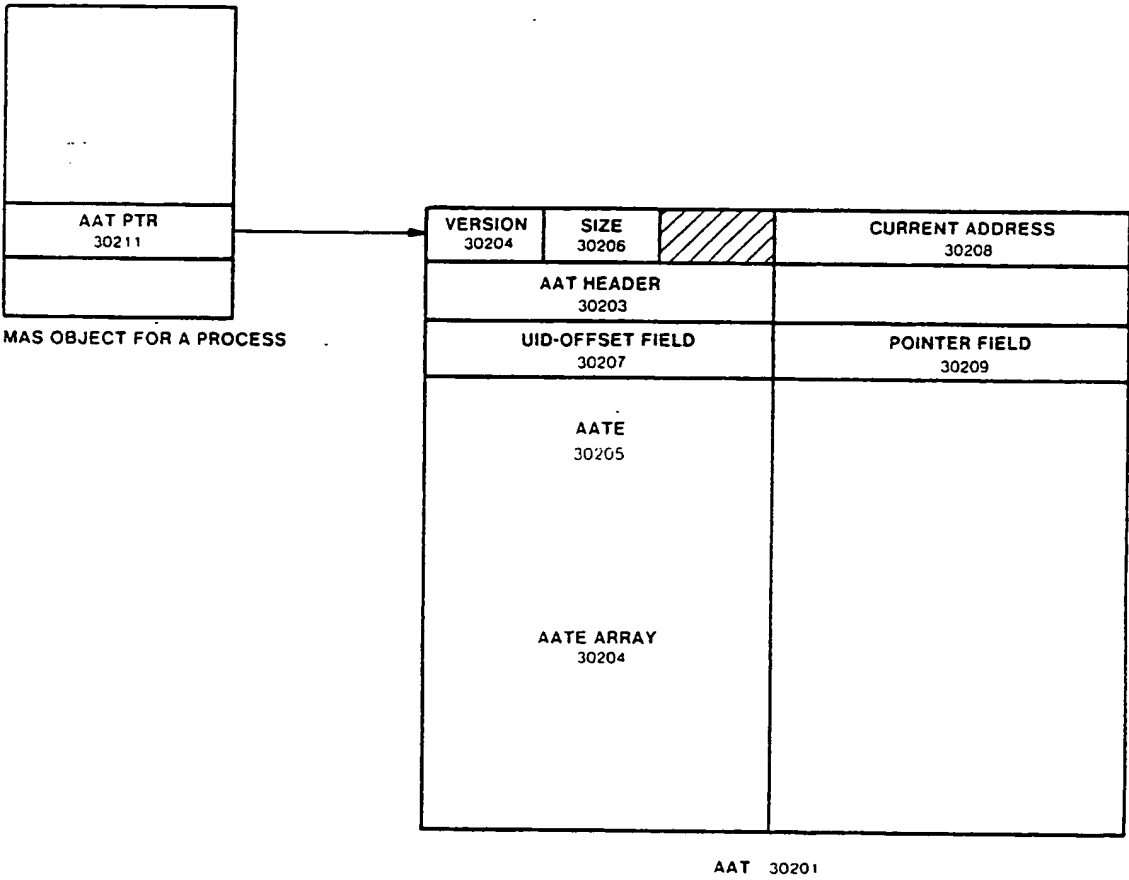 AAT PTR
30211
MAS OBJECT FOR A PROCESS
VERSION
30204
SIZE
30206
CURRENT ADDRESS
30208
AAT HEADER
30203
UID-OFFSET FIELD
30207
POINTER FIELD
30209
AATE
30205
AATE ARRAY
30204
AAT 30201